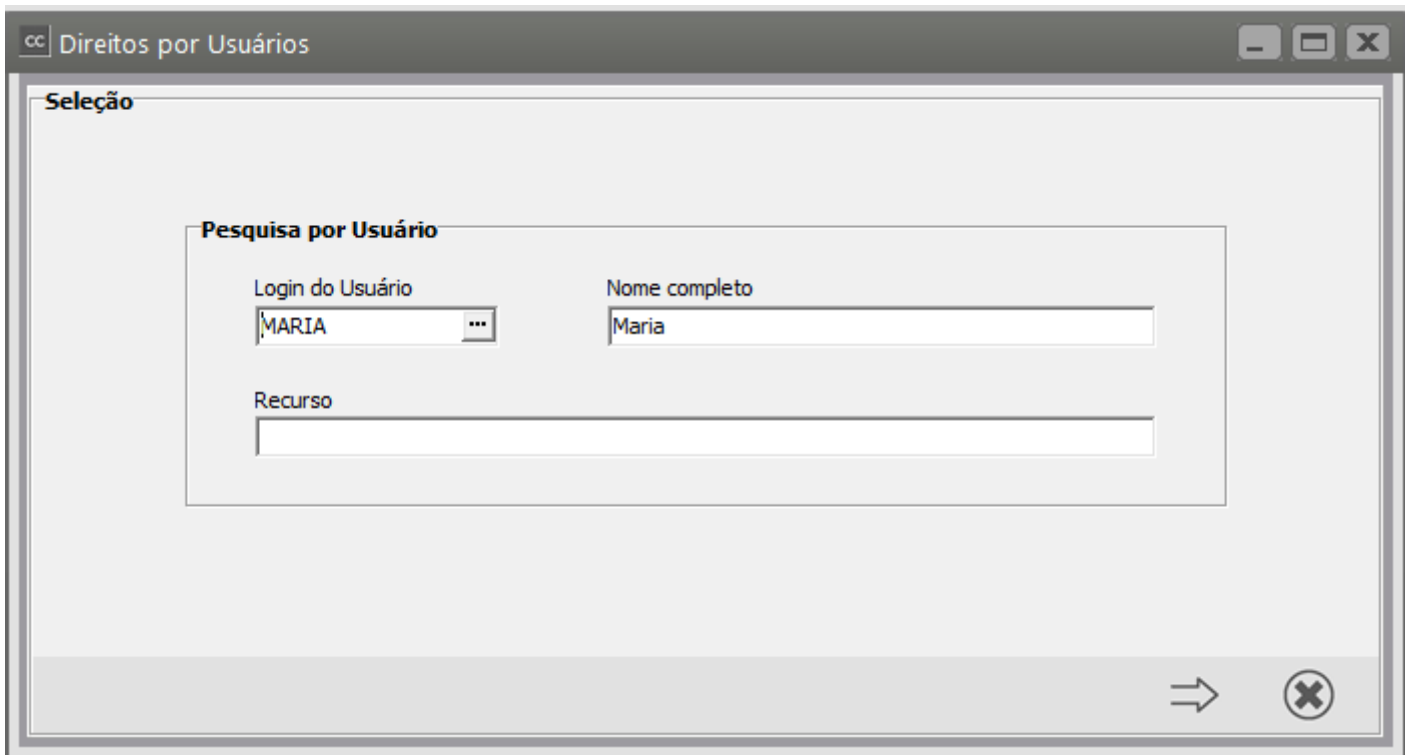 cc Direitos por Usuários
Seleção
Pesquisa por Usuário
Login do Usuário Nome completo
MARIA ... Maria
Recurso